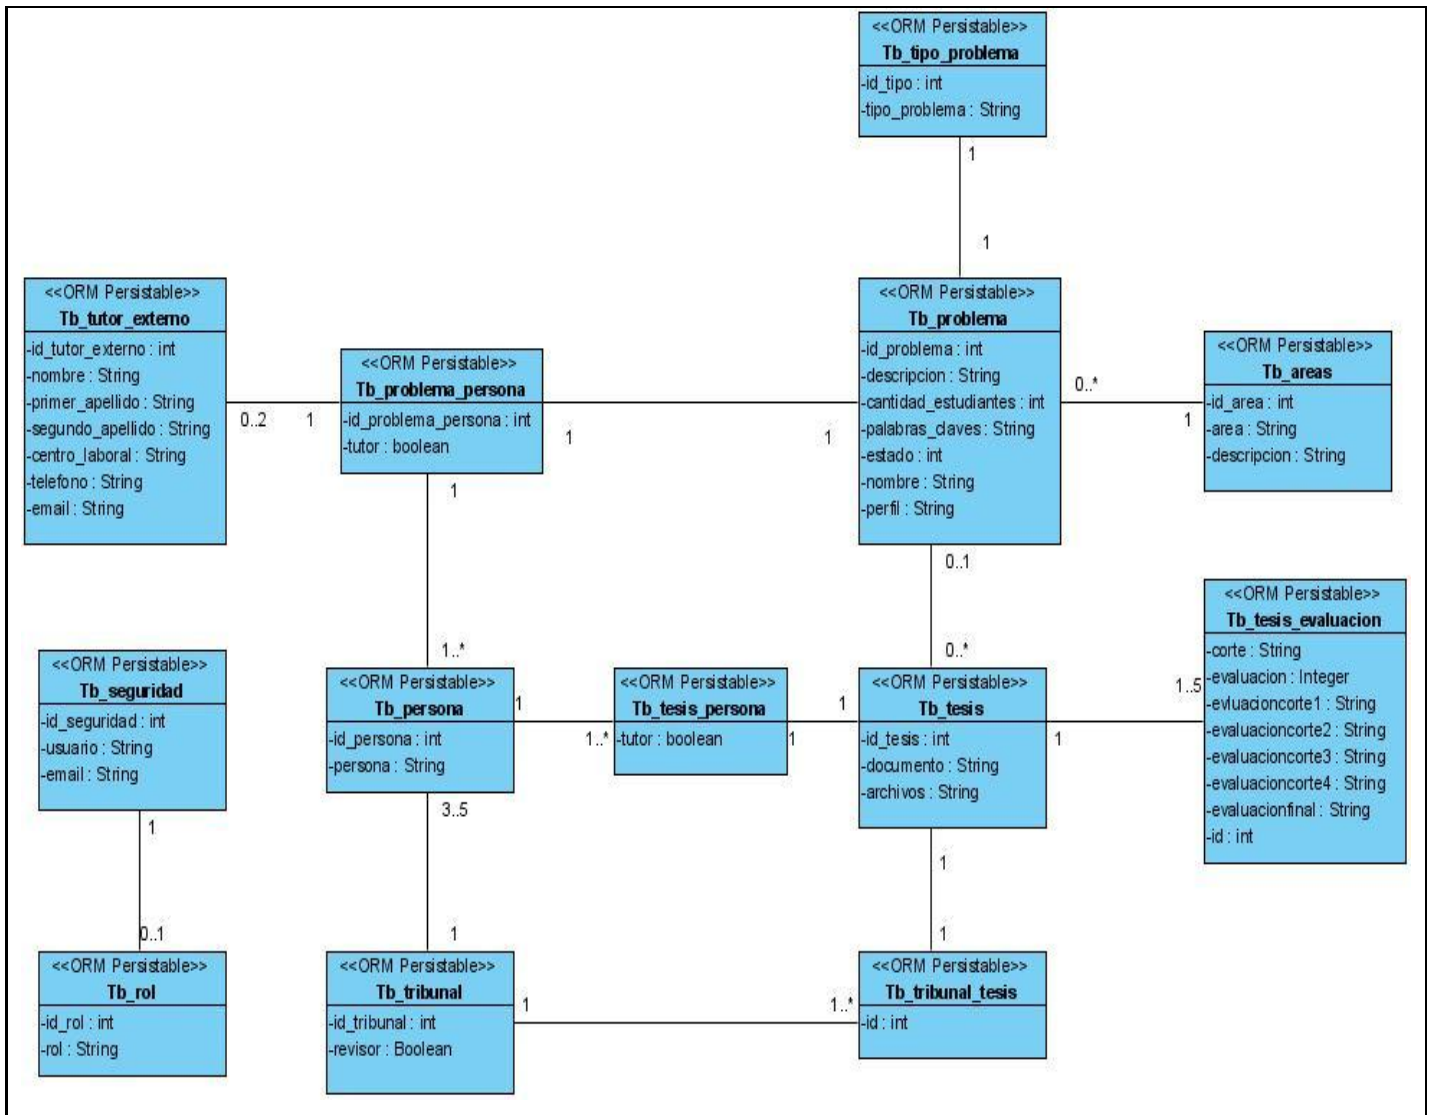 <<ORM Persistable>>
Tb_tipo_problema
-id_tipo : int
-tipo_problema : String
1
1
<<ORM Persistable>>
Tb_tutor_externo
-id_tutor_externo : int
-nombre : String
-primer_apellido : String
-segundo_apellido : String
-centro_laboral : String
-telefono : String
-email : String
0..2
1
<<ORM Persistable>>
Tb_problema_persona
-id_problema_persona : int
-tutor : boolean
1
1
1
<<ORM Persistable>>
Tb_problema
-id_problema : int
-descripcion : String
-cantidad_estudiantes : int
-palabras_claves : String
-estado : int
-nombre : String
-perfil : String
0..*
1
0..1
<<ORM Persistable>>
Tb_areas
-id_area : int
-area : String
-descripcion : String
<<ORM Persistable>>
Tb_seguridad
-id_seguridad : int
-usuario : String
-email : String
1
0..1
1..*
<<ORM Persistable>>
Tb_persona
-id_persona : int
-persona : String
1
1..*
3..5
<<ORM Persistable>>
Tb_tesis_persona
-tutor : boolean
1
1
0..*
<<ORM Persistable>>
Tb_tesis
-id_tesis : int
-documento : String
-archivos : String
1
1..5
1
<<ORM Persistable>>
Tb_tesis_evaluacion
-corte : String
-evaluacion : Integer
-evluacioncorte1 : String
-evaluacioncorte2 : String
-evaluacioncorte3 : String
-evaluacioncorte4 : String
-evaluacionfinal : String
-id : int
<<ORM Persistable>>
Tb_rol
-id_rol : int
-rol : String
1
<<ORM Persistable>>
Tb_tribunal
-id_tribunal : int
-revisor : Boolean
1
1..*
1
<<ORM Persistable>>
Tb_tribunal_tesis
-id : int